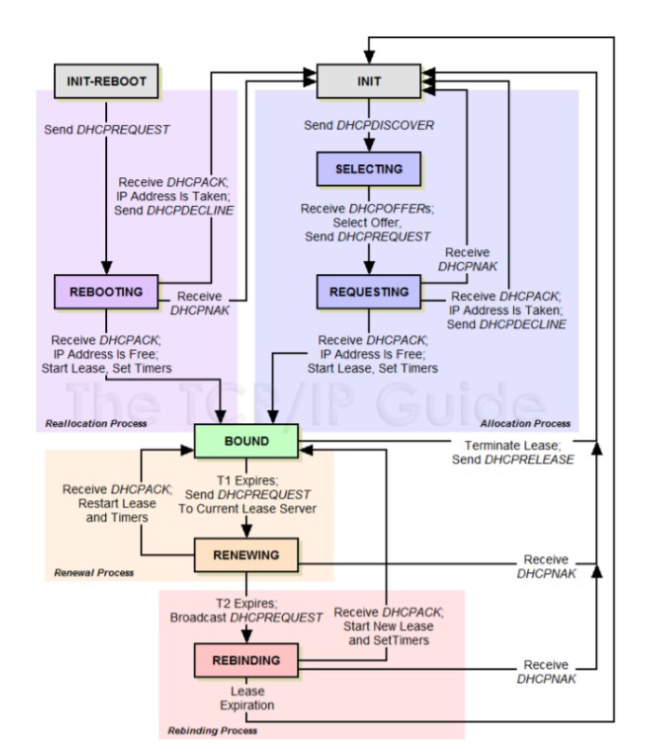 INIT-REBOOT
INIT
Send DHCPREQUEST
Send DHCPDISCOVER
SELECTING
Receive DHCPACK;
IP Address Is Taken;
Send DHCPDECLINE
Receive DHCPOFFERs;
Select Offer,
Send DHCPREQUEST
Receive
DHCPNAK
REBOOTING
Receive
DHCPNAK
REQUESTING
Receive DHCPACK;
IP Address Is Taken;
Send DHCPDECLINE
Receive DHCPACK;
IP Address Is Free;
Start Lease, Set Timers
Receive DHCPACK;
IP Address Is Free;
Start Lease, Set Timers
The TCP/IP Guide
Reallocation Process
Allocation Process
BOUND
Terminate Lease;
Send DHCPRELEASE
Receive DHCPACK;
Restart Lease
and Timers
T1 Expires;
Send DHCPREQUEST
To Current Lease Server
RENEWING
Receive
DHCPNAK
Renewal Process
T2 Expires;
Broadcast DHCPREQUEST
Receive DHCPACK;
Start New Lease
and SetTimers
REBINDING
Receive
DHCPNAK
Lease
Expiration
Rebinding Process